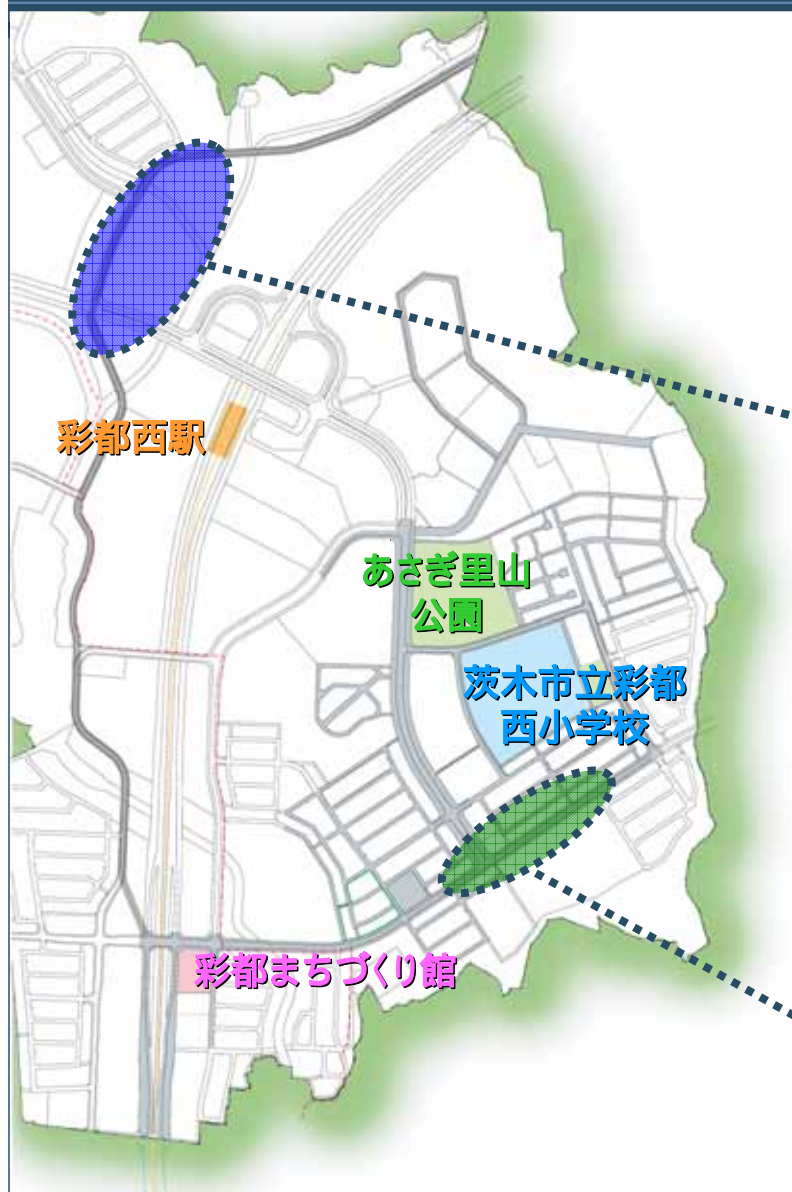 彩都西駅
あさぎ里山
公園
茨木市立彩都
西小学校
彩都まちづくり館